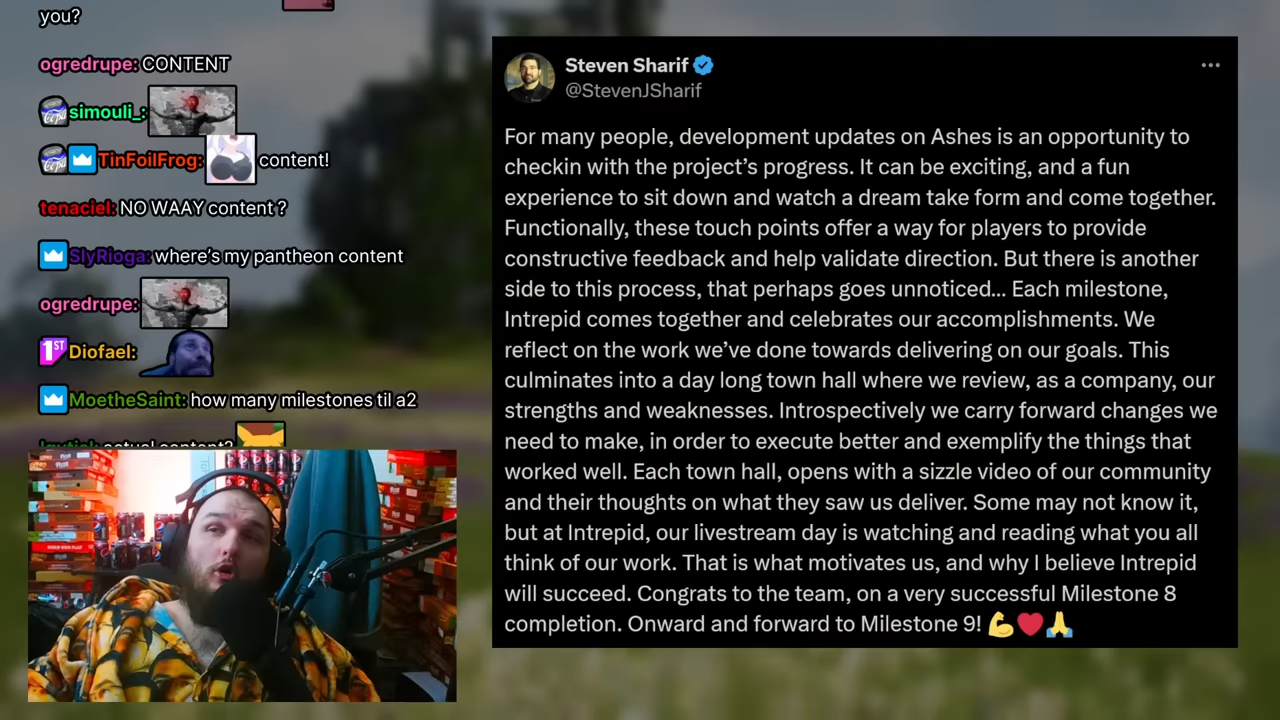 you?
ogredrupe: CONTENT
simouli_:
TinFoilFrog: content!
tenaciel: NO WAAY content ?
SlyRioga: where's my pantheon content
ogredrupe:
1ST Diofael:
MoetheSaint: how many milestones til a2
actual content?
Steven Sharif
@StevenJSharif
For many people, development updates on Ashes is an opportunity to
checkin with the project’s progress. It can be exciting, and a fun
experience to sit down and watch a dream take form and come together.
Functionally, these touch points offer a way for players to provide
constructive feedback and help validate direction. But there is another
side to this process, that perhaps goes unnoticed... Each milestone,
Intrepid comes together and celebrates our accomplishments. We
reflect on the work we’ve done towards delivering on our goals. This
culminates into a day long town hall where we review, as a company, our
strengths and weaknesses. Introspectively we carry forward changes we
need to make, in order to execute better and exemplify the things that
worked well. Each town hall, opens with a sizzle video of our community
and their thoughts on what they saw us deliver. Some may not know it,
but at Intrepid, our livestream day is watching and reading what you all
think of our work. That is what motivates us, and why I believe Intrepid
will succeed. Congrats to the team, on a very successful Milestone 8
completion. Onward and forward to Milestone 9! 💪❤️🙏